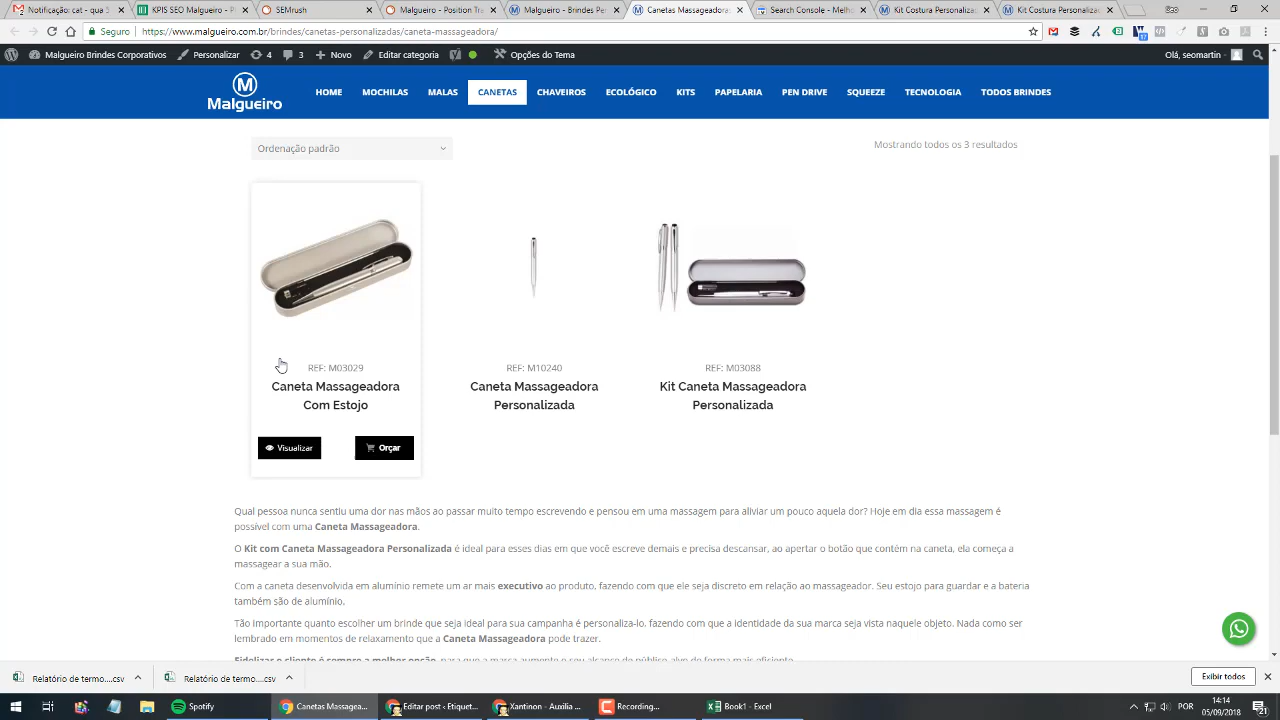 Notificação: cat - qua 5
KPIS SEO Malgueiro - P
SEMrush
Malgueiro - Position Tr
Malgueiro - Brindes Per
Canetas Massageadoras
Search Console - Melh
Kit Costura Personaliza
Kit Costura Personaliza
Seguro
https://www.malgueiro.com.br/brindes/canetas-personalizadas/caneta-massageadora/
Malgueiro Brindes Corporativos
Personalizar
4
3
Novo
Editar categoria
Opções do Tema
Olá, seomartin
M
Malgueiro
HOME
MOCHILAS
MALAS
CANETAS
CHAVEIROS
ECOLÓGICO
KITS
PAPELARIA
PEN DRIVE
SQUEEZE
TECNOLOGIA
TODOS BRINDES
Ordenação padrão
Mostrando todos os 3 resultados
REF: M03029
Caneta Massageadora
Com Estojo
Visualizar
Orçar
REF: M10240
Caneta Massageadora
Personalizada
REF: M03088
Kit Caneta Massageadora
Personalizada
Qual pessoa nunca sentiu uma dor nas mãos ao passar muito tempo escrevendo e pensou em uma massagem para aliviar um pouco aquela dor? Hoje em dia essa massagem é
possível com uma Caneta Massageadora.
O Kit com Caneta Massageadora Personalizada é ideal para esses dias em que você escreve demais e precisa descansar, ao apertar o botão que contém na caneta, ela começa a
massagear a sua mão.
Com a caneta desenvolvida em alumínio remete um ar mais executivo ao produto, fazendo com que ele seja discreto em relação ao massageador. Seu estojo para guardar e a bateria
também são de alumínio.
Tão importante quanto escolher um brinde que seja ideal para sua campanha é personaliza-lo, fazendo com que a identidade da sua marca seja vista naquele objeto. Nada como ser
lembrado em momentos de relaxamento que a Caneta Massageadora pode trazer.
Fidelizar o cliente é sempre a melhor opção, para que a marca aumente o seu alcance de público alvo de forma mais eficiente.
Relatório de termo....csv
Relatório de termo....csv
Exibir todos
Spotify
Canetas Massagea...
Editar post ‹ Etiquet...
Xantinon - Auxilia ...
Recording...
Book1 - Excel
POR
14:14
05/09/2018